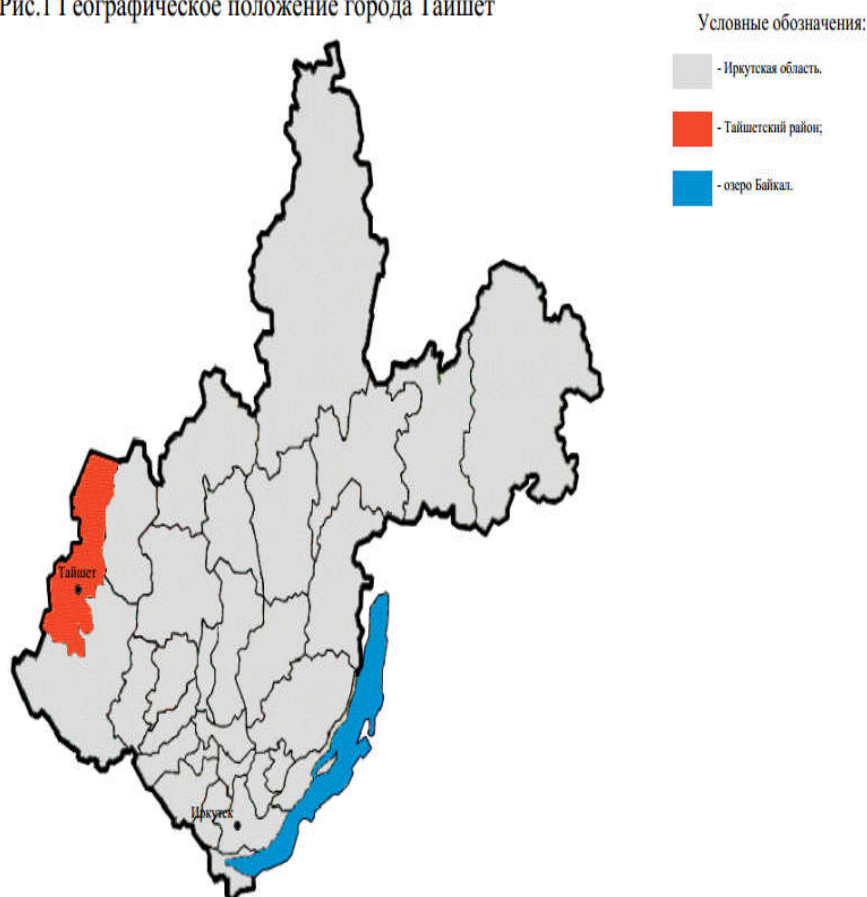 Рис.1 Географическое положение города Тайшет
Условные обозначения:
- Иркутская область.
- Тайшетский район;
- озеро Байкал.
Тайшет
Иркутск